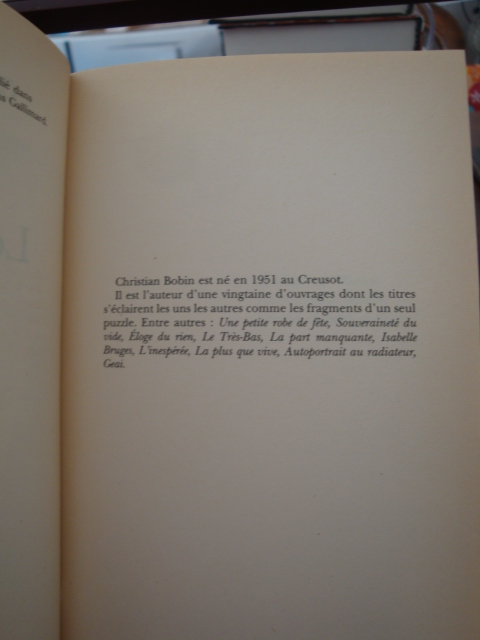 dans
Gallimard.
Christian Bobin est né en 1951 au Creusot.
Il est l'auteur d'une vingtaine d'ouvrages dont les titres
s'éclairent les uns les autres comme les fragments d'un seul
puzzle. Entre autres : Une petite robe de fête, Souveraineté du
vide, Éloge du rien, Le Très-Bas, La part manquante, Isabelle
Bruges, L'inespérée, La plus que vive, Autoportrait au radiateur,
Geai.